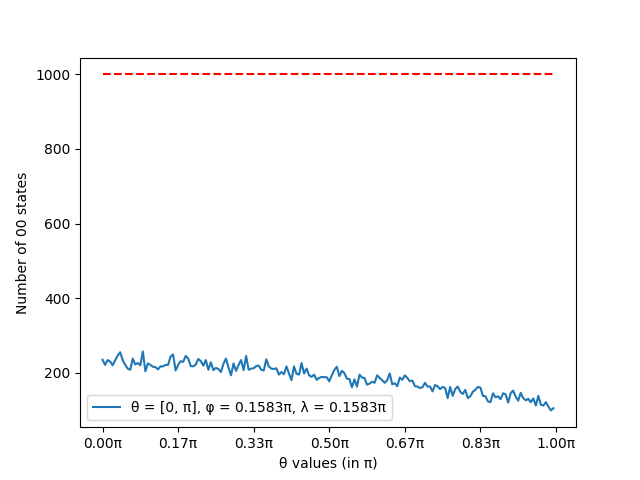 1000
800
600
400
200
Number of 00 states
θ = [0, π], φ = 0.1583π, λ = 0.1583π
0.00π 0.17π 0.33π 0.50π 0.67π 0.83π 1.00π
θ values (in π)